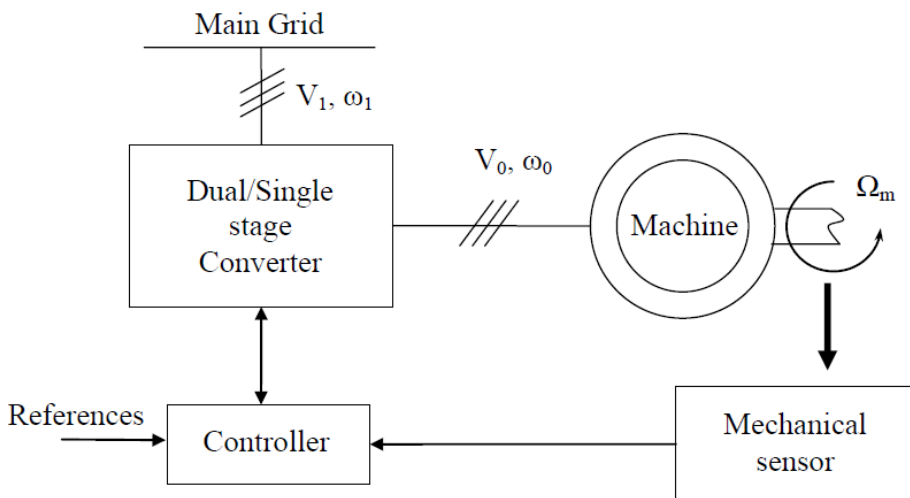 Main Grid
V₁, ω₁
Dual/Single
stage
Converter
V₀, ω₀
Machine
Ωₘ
References
Controller
Mechanical
sensor